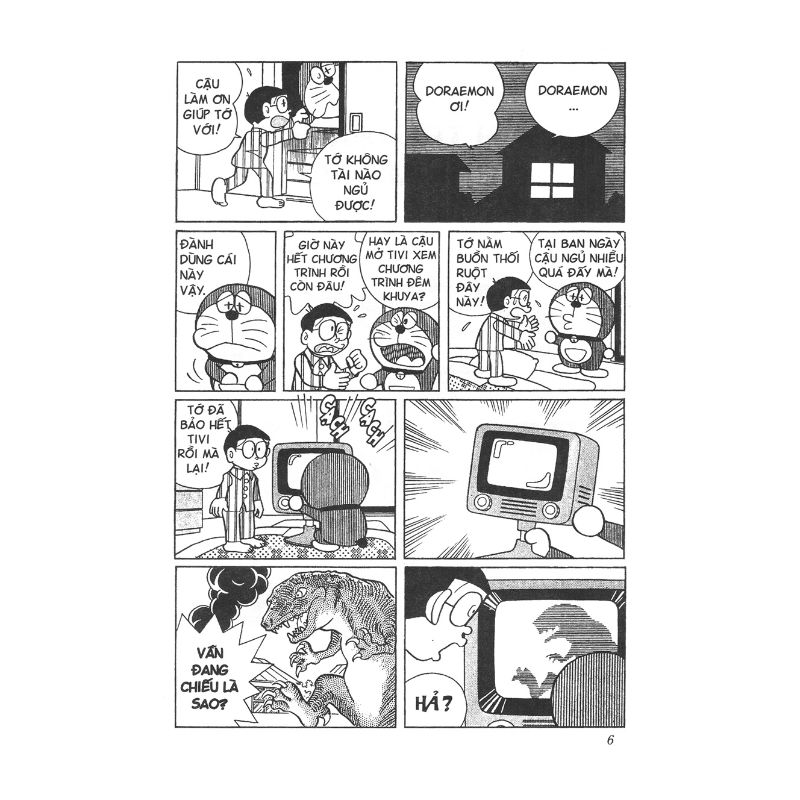 DORAEMON
...
DORAEMON
ƠI!
TỚ KHÔNG
TÀI NÀO
NGỦ
ĐƯỢC!
CẬU
LÀM ƠN
GIÚP TỚ
VỚI!
TẠI BAN NGÀY
CẬU NGỦ NHIỀU
QUÁ ĐẤY MÀ!
TỚ NẰM
BUỒN THỐI
RUỘT
ĐÂY
NÀY!
HAY LÀ CẬU
MỞ TIVI XEM
CHƯƠNG
TRÌNH ĐÊM
KHUYA?
GIỜ NÀY
HẾT CHƯƠNG
TRÌNH RỒI
CÒN ĐÂU!
ĐÀNH
DÙNG CÁI
NÀY
VẬY.
CẠCH
CẠCH
TỚ ĐÃ
BẢO HẾT
TIVI
RỒI MÀ
LẠI!
HẢ?
VẪN
ĐANG
CHIẾU LÀ
SAO?
6